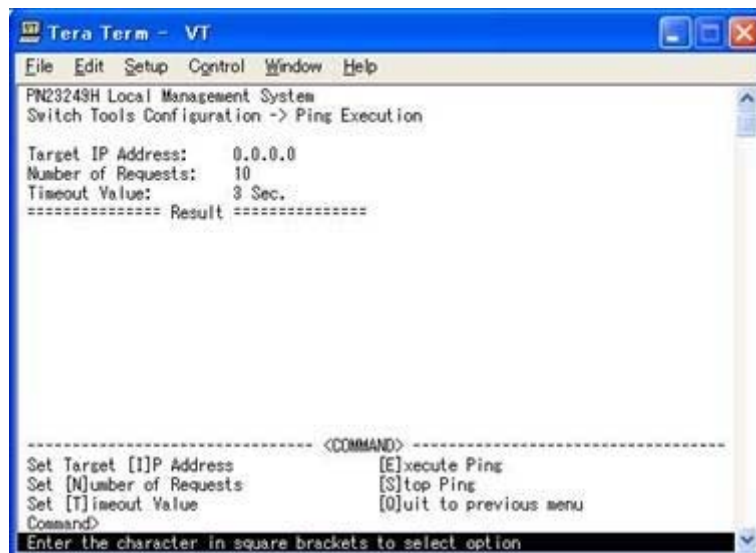 Tera Term - VT
File Edit Setup Control Window Help
PN23249H Local Management System
Switch Tools Configuration -> Ping Execution
Target IP Address: 0.0.0.0
Number of Requests: 10
Timeout Value: 3 Sec.
=============== Result ===============
-------------------------------- <COMMAND> -----------------------------------
Set Target [I]P Address [E]xecute Ping
Set [N]umber of Requests [S]top Ping
Set [T]imeout Value [Q]uit to previous menu
Command>
Enter the character in square brackets to select option